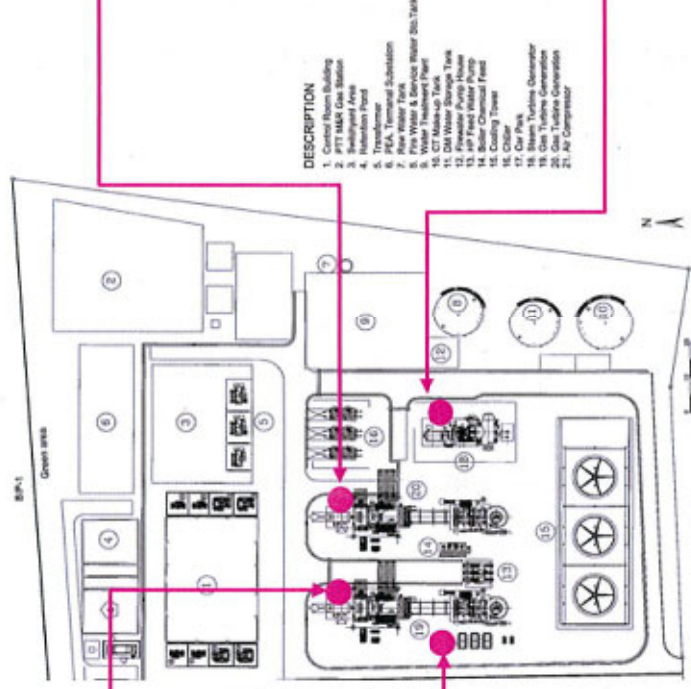 BIP-1
Green area
DESCRIPTION
1. Control Room Building
2. PTT M&R Gas Station
3. Switchyard Area
4. Retention Pond
5. Transformer
6. PEA. Termanal Substation
7. Raw Water Tank
8. Fire Water & Service Water Sto.Tank
9. Water Treatment Plant
10. CT Make-up Tank
11. DM Water Storage Tank
12. Firewater Pump House
13. HP Feed Water Pump
14. Boiler Chemical Feed
15. Cooling Tower
16. Chiller
17. Car Park
18. Steam Turbine Generator
19. Gas Turbine Generation
20. Gas Turbine Generation
21. Air Compressor
2
6
4
3
5
1
7
9
8
12
11
10
16
18
20
14
13
19
15
N